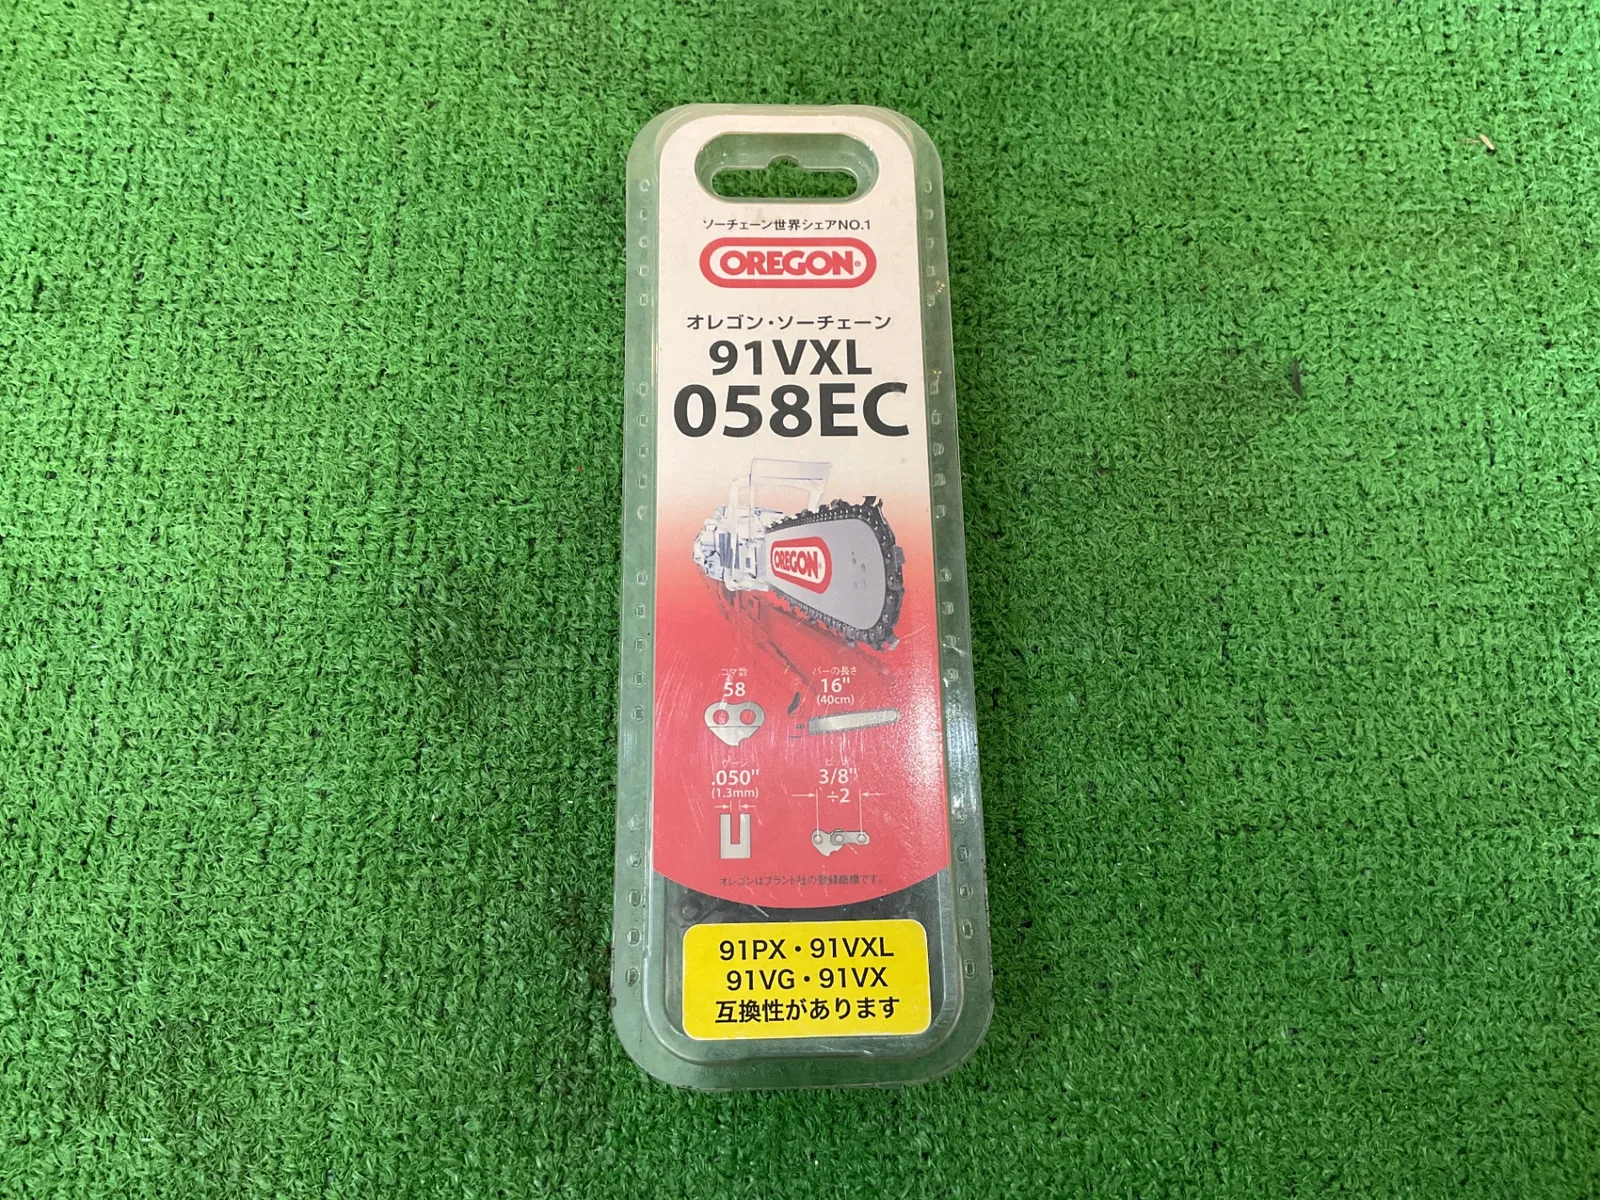 ソーチェーン世界シェアNO.1
OREGON®
オレゴン・ソーチェーン
91VXL
058EC
OREGON
コマ数
58
バーの長さ
16"
(40cm)
.050"
(1.3mm)
3/8"
÷2
オレゴンはブラント社の登録商標です。
91PX・91VXL
91VG・91VX
互換性があります